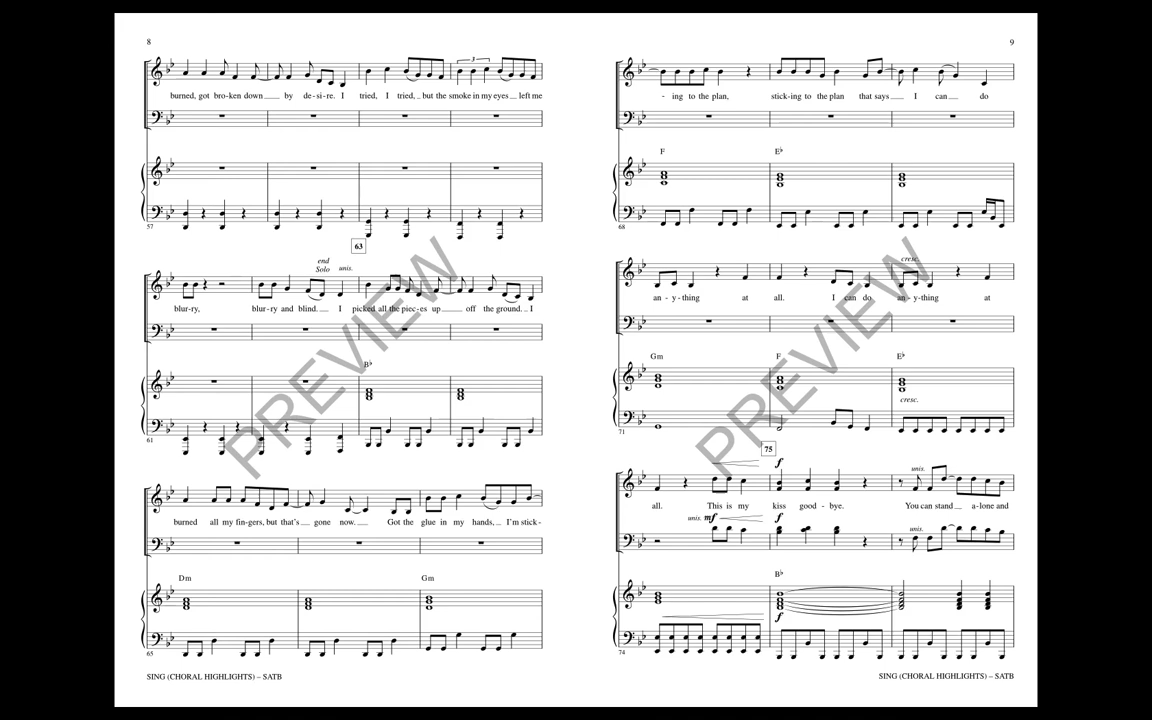 8
3
burned, got bro-ken down by de-si-re. I tried, I tried, but the smoke in my eyes left me
57
63
end
Solo
unis.
blur-ry, blur-ry and blind. I picked all the piec-es up off the ground. I
B♭
61
burned all my fin-gers, but that's gone now. Got the glue in my hands, I'm stick-
Dm Gm
65
SING (CHORAL HIGHLIGHTS) – SATB
9
- ing to the plan, stick-ing to the plan that says I can do
F E♭
68
cresc.
an - y - thing at all. I can do an - y-thing at
Gm F E♭
cresc.
71
75
f
unis.
all. This is my kiss good - bye. You can stand a-lone and
unis. mf f
unis.
B♭
f
74
SING (CHORAL HIGHLIGHTS) – SATB
PREVIEW
PREVIEW